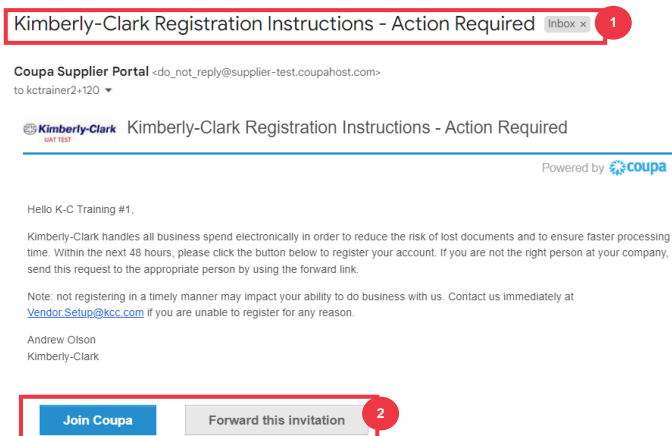 Kimberly-Clark Registration Instructions - Action Required Inbox × 1
Coupa Supplier Portal <do_not_reply@supplier-test.coupahost.com>
to kctrainer2+120
Kimberly-Clark Kimberly-Clark Registration Instructions - Action Required
UAT TEST
Powered by coupa
Hello K-C Training #1,
Kimberly-Clark handles all business spend electronically in order to reduce the risk of lost documents and to ensure faster processing
time. Within the next 48 hours, please click the button below to register your account. If you are not the right person at your company,
send this request to the appropriate person by using the forward link.
Note: not registering in a timely manner may impact your ability to do business with us. Contact us immediately at
Vendor.Setup@kcc.com if you are unable to register for any reason.
Andrew Olson
Kimberly-Clark
Join Coupa Forward this invitation 2